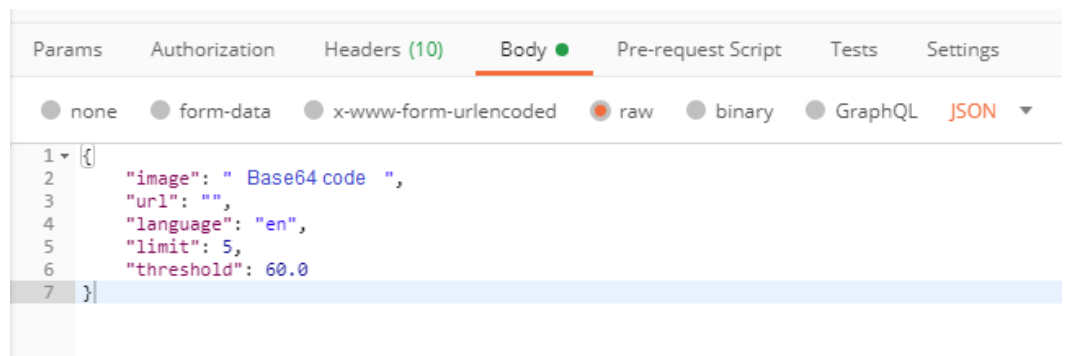 Params Authorization Headers (10) Body Pre-request Script Tests Settings
none form-data x-www-form-urlencoded raw binary GraphQL JSON
1 {
2 "image": " Base64 code ",
3 "url": "",
4 "language": "en",
5 "limit": 5,
6 "threshold": 60.0
7 }